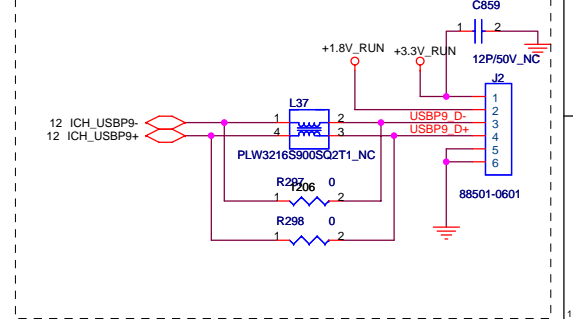 C859
1 2
12P/50V_NC
+1.8V_RUN +3.3V_RUN
J2
1
2
3
4
5
6
88501-0601
USBP9_D-
USBP9_D+
L37
1 2
4 3
PLW3216S900SQ2T1_NC
12 ICH_USBP9-
12 ICH_USBP9+
R297 0
T206
1 2
R298 0
1 2
1